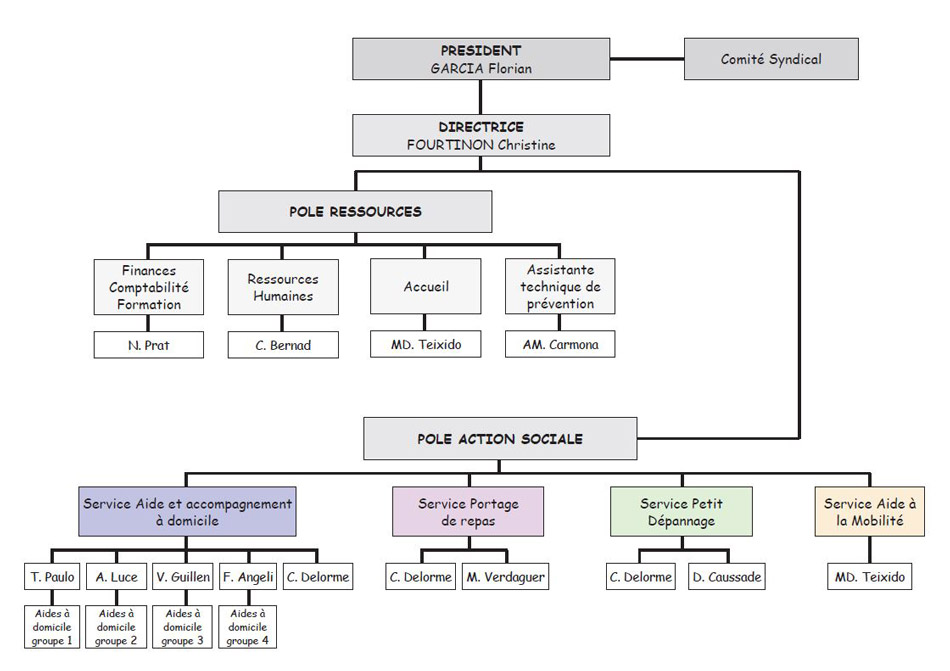 PRESIDENT
GARCIA Florian
Comité Syndical
DIRECTRICE
FOURTINON Christine
POLE RESSOURCES
Finances
Comptabilité
Formation
Ressources
Humaines
Accueil
Assistante
technique de
prévention
N. Prat
C. Bernad
MD. Teixido
AM. Carmona
POLE ACTION SOCIALE
Service Aide et accompagnement
à domicile
Service Portage
de repas
Service Petit
Dépannage
Service Aide à
la Mobilité
T. Paulo
A. Luce
V. Guillen
F. Angeli
C. Delorme
C. Delorme
M. Verdaguer
C. Delorme
D. Caussade
MD. Teixido
Aides à
domicile
groupe 1
Aides à
domicile
groupe 2
Aides à
domicile
groupe 3
Aides à
domicile
groupe 4